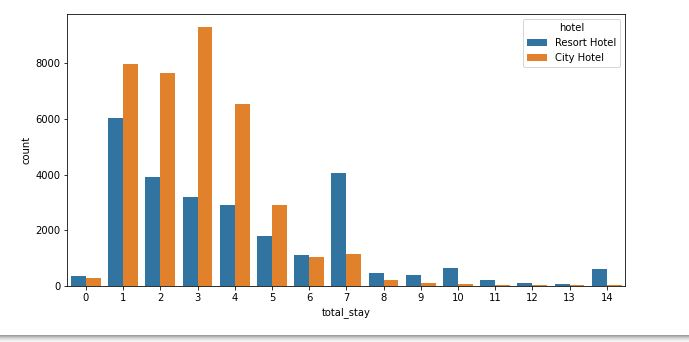 hotel
Resort Hotel
City Hotel
8000
6000
4000
2000
0
count
0 1 2 3 4 5 6 7 8 9 10 11 12 13 14
total_stay